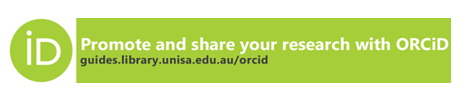 iD
Promote and share your research with ORCiD
guides.library.unisa.edu.au/orcid